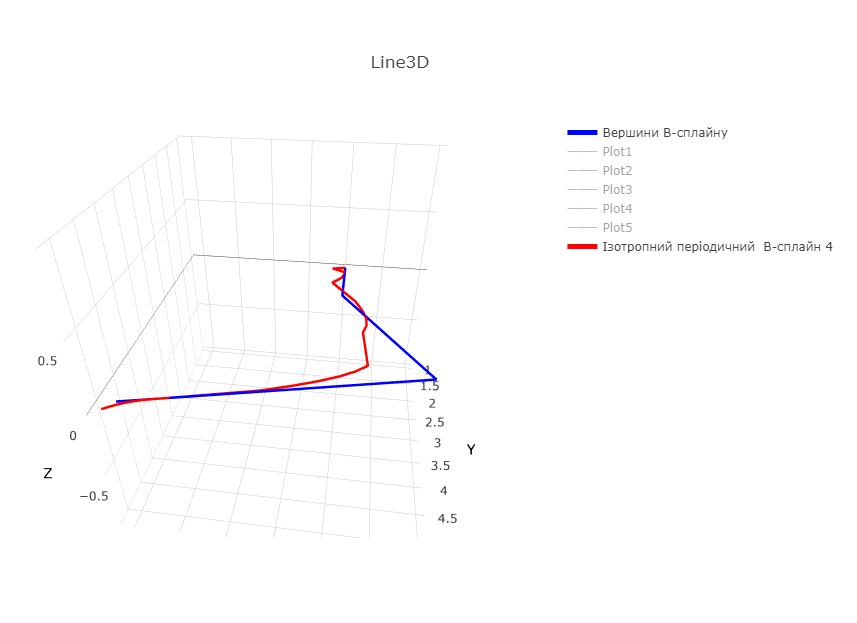 Line3D
Вершини В-сплайну
Plot1
Plot2
Plot3
Plot4
Plot5
Ізотропний періодичний В-сплайн 4
0.5
0
−0.5
Z
1
1.5
2
2.5
3
3.5
4
4.5
Y